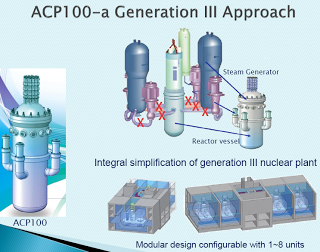 ACP100-a Generation III Approach
Steam Generator
Reactor vessel
ACP100
Integral simplification of generation III nuclear plant
Modular design configurable with 1~8 units